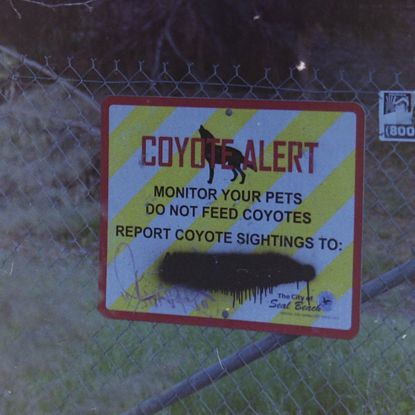 COYOTE ALERT
MONITOR YOUR PETS
DO NOT FEED COYOTES
REPORT COYOTE SIGHTINGS TO:
The City of
Seal Beach
(800